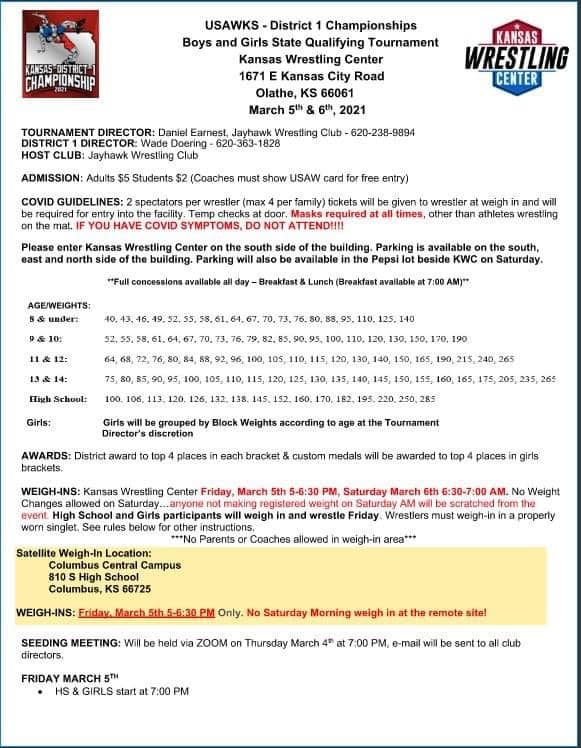 KANSAS DISTRICT 1
CHAMPIONSHIP
2021
KANSAS
WRESTLING
CENTER
USAWKS - District 1 Championships
Boys and Girls State Qualifying Tournament
Kansas Wrestling Center
1671 E Kansas City Road
Olathe, KS 66061
March 5th & 6th, 2021
TOURNAMENT DIRECTOR: Daniel Earnest, Jayhawk Wrestling Club - 620-238-9894
DISTRICT 1 DIRECTOR: Wade Doering - 620-363-1828
HOST CLUB: Jayhawk Wrestling Club
ADMISSION: Adults $5 Students $2 (Coaches must show USAW card for free entry)
COVID GUIDELINES: 2 spectators per wrestler (max 4 per family) tickets will be given to wrestler at weigh in and will
be required for entry into the facility. Temp checks at door. Masks required at all times, other than athletes wrestling
on the mat. IF YOU HAVE COVID SYMPTOMS, DO NOT ATTEND!!!!
Please enter Kansas Wrestling Center on the south side of the building. Parking is available on the south,
east and north side of the building. Parking will also be available in the Pepsi lot beside KWC on Saturday.
**Full concessions available all day – Breakfast & Lunch (Breakfast available at 7:00 AM)**
AGE/WEIGHTS:
8 & under: 40, 43, 46, 49, 52, 55, 58, 61, 64, 67, 70, 73, 76, 80, 88, 95, 110, 125, 140
9 & 10: 52, 55, 58, 61, 64, 67, 70, 73, 76, 79, 82, 85, 90, 95, 100, 110, 120, 130, 150, 170, 190
11 & 12: 64, 68, 72, 76, 80, 84, 88, 92, 96, 100, 105, 110, 115, 120, 130, 140, 150, 165, 190, 215, 240, 265
13 & 14: 75, 80, 85, 90, 95, 100, 105, 110, 115, 120, 125, 130, 135, 140, 145, 150, 155, 160, 165, 175, 205, 235, 265
High School: 100, 106, 113, 120, 126, 132, 138, 145, 152, 160, 170, 182, 195, 220, 250, 285
Girls: Girls will be grouped by Block Weights according to age at the Tournament
Director's discretion
AWARDS: District award to top 4 places in each bracket & custom medals will be awarded to top 4 places in girls
brackets.
WEIGH-INS: Kansas Wrestling Center Friday, March 5th 5-6:30 PM, Saturday March 6th 6:30-7:00 AM. No Weight
Changes allowed on Saturday…anyone not making registered weight on Saturday AM will be scratched from the
event. High School and Girls participants will weigh in and wrestle Friday. Wrestlers must weigh-in in a properly
worn singlet. See rules below for other instructions.
***No Parents or Coaches allowed in weigh-in area***
Satellite Weigh-In Location:
Columbus Central Campus
810 S High School
Columbus, KS 66725
WEIGH-INS: Friday, March 5th 5-6:30 PM Only. No Saturday Morning weigh in at the remote site!
SEEDING MEETING: Will be held via ZOOM on Thursday March 4th at 7:00 PM, e-mail will be sent to all club
directors.
FRIDAY MARCH 5TH
• HS & GIRLS start at 7:00 PM